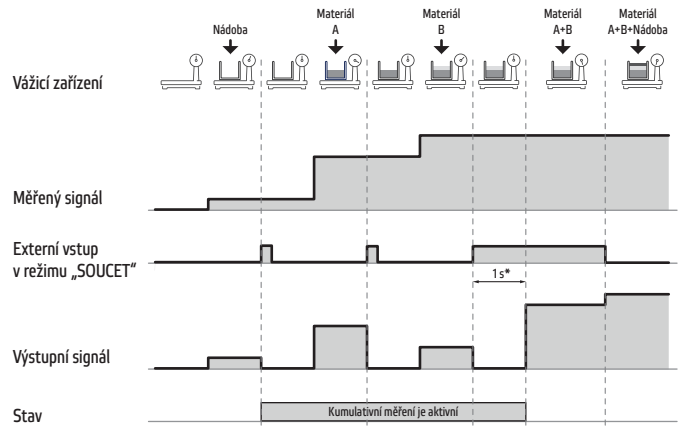 Nádoba
Materiál
A
Materiál
B
Materiál
A+B
Materiál
A+B+Nádoba
Vážicí zařízení
Měřený signál
Externí vstup
v režimu „SOUCET“
1 s*
Výstupní signál
Stav
Kumulativní měření je aktivní